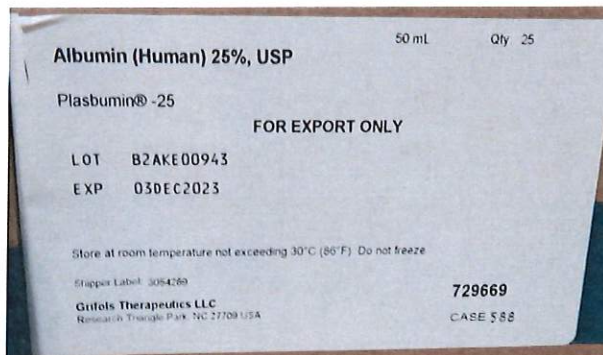 50 mL Qty 25
Albumin (Human) 25%, USP
Plasbumin® -25
FOR EXPORT ONLY
LOT B2AKE00943
EXP 03DEC2023
Store at room temperature not exceeding 30°C (86°F). Do not freeze
Shipper Label: 3054269
Grifols Therapeutics LLC
729669
Research Triangle Park, NC 27709 USA
CASE 588